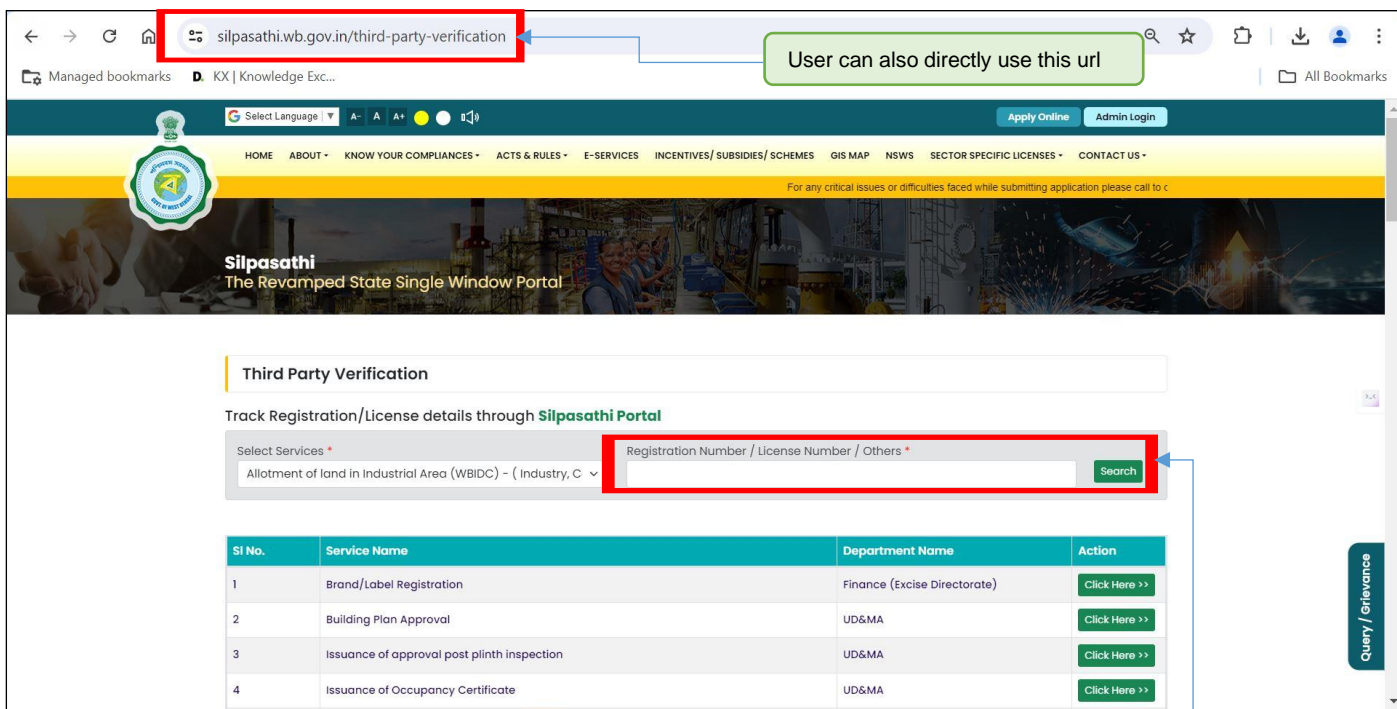 silpasathi.wb.gov.in/third-party-verification
User can also directly use this url
Managed bookmarks D. KX | Knowledge Exc... All Bookmarks
G Select Language ▼ A- A A+ Apply Online Admin Login
HOME ABOUT KNOW YOUR COMPLIANCES ACTS & RULES E-SERVICES INCENTIVES/ SUBSIDIES/ SCHEMES GIS MAP NSWS SECTOR SPECIFIC LICENSES CONTACT US
For any critical issues or difficulties faced while submitting application please call to c
Silpasathi
The Revamped State Single Window Portal
Third Party Verification
Track Registration/License details through Silpasathi Portal
Select Services * Registration Number / License Number / Others *
Allotment of land in Industrial Area (WBIDC) - ( Industry, C Search
Sl No. Service Name Department Name Action
1 Brand/Label Registration Finance (Excise Directorate) Click Here >>
2 Building Plan Approval UD&MA Click Here >>
3 Issuance of approval post plinth inspection UD&MA Click Here >>
4 Issuance of Occupancy Certificate UD&MA Click Here >>
Query / Grievance